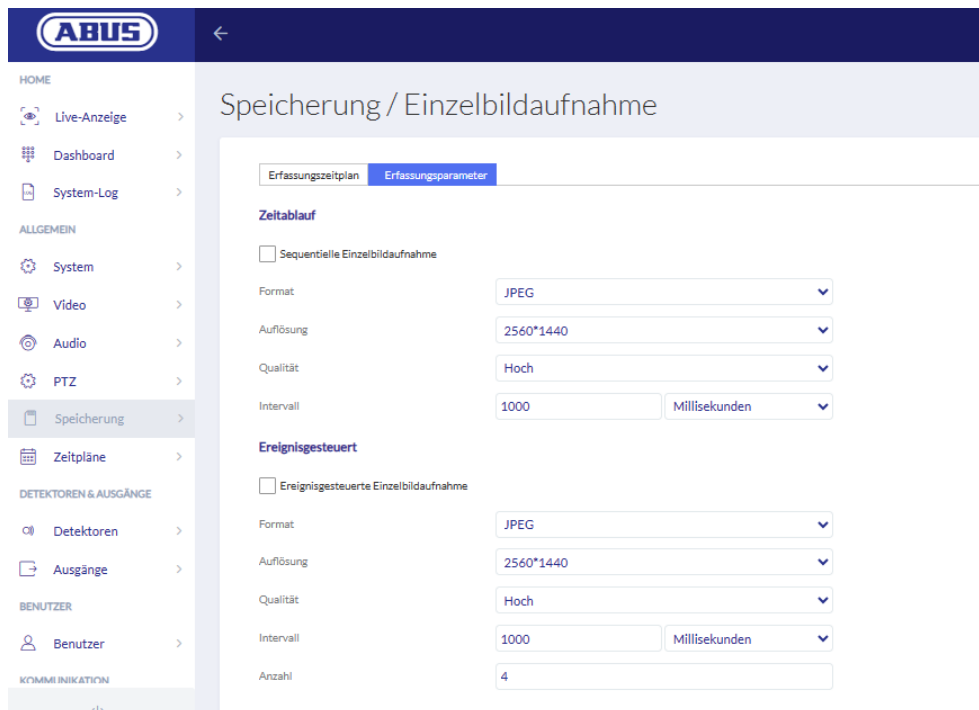 ABUS
HOME
Live-Anzeige
Dashboard
System-Log
ALLGEMEIN
System
Video
Audio
PTZ
Speicherung
Zeitpläne
DETEKTOREN & AUSGÄNGE
Detektoren
Ausgänge
BENUTZER
Benutzer
KOMMUNIKATION
Speicherung / Einzelbildaufnahme
Erfassungszeitplan Erfassungsparameter
Zeitablauf
Sequentielle Einzelbildaufnahme
Format JPEG
Auflösung 2560*1440
Qualität Hoch
Intervall 1000 Millisekunden
Ereignisgesteuert
Ereignisgesteuerte Einzelbildaufnahme
Format JPEG
Auflösung 2560*1440
Qualität Hoch
Intervall 1000 Millisekunden
Anzahl 4